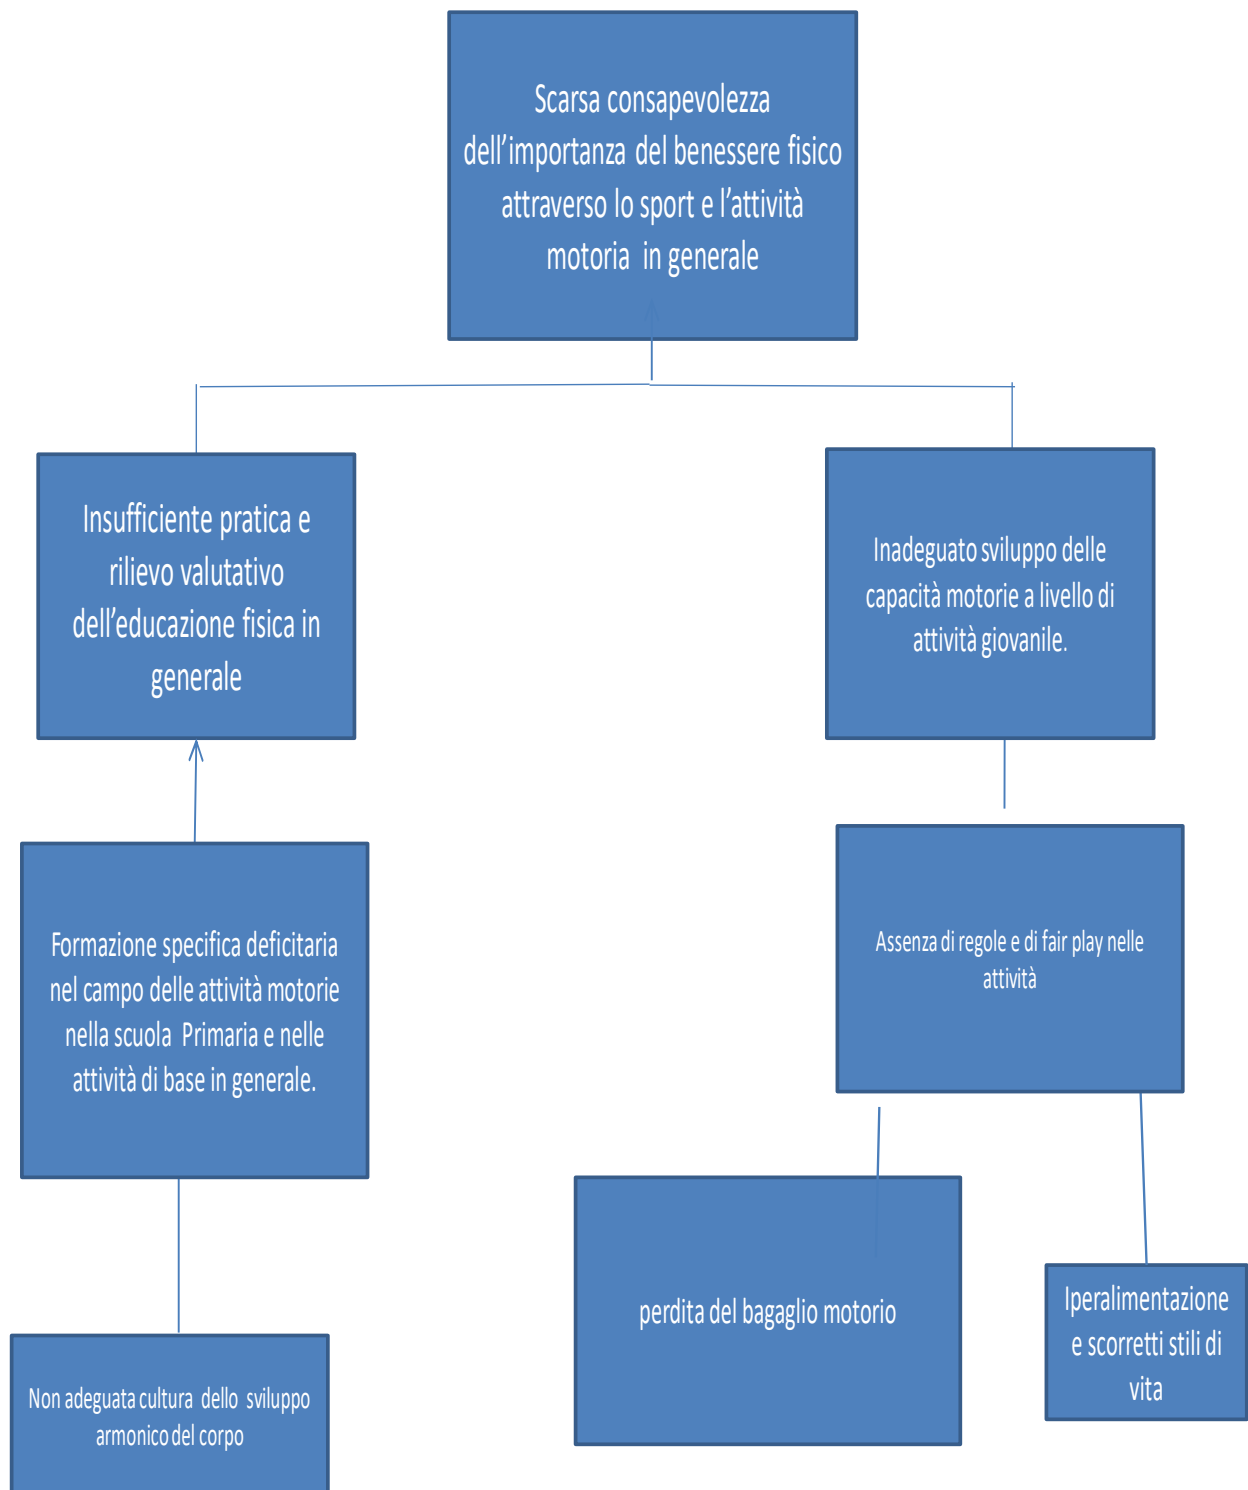 Scarsa consapevolezza
dell’importanza del benessere fisico
attraverso lo sport e l’attività
motoria in generale
Insufficiente pratica e
rilievo valutativo
dell’educazione fisica in
generale
Inadeguato sviluppo delle
capacità motorie a livello di
attività giovanile.
Formazione specifica deficitaria
nel campo delle attività motorie
nella scuola Primaria e nelle
attività di base in generale.
Assenza di regole e di fair play nelle
attività
perdita del bagaglio motorio
Iperalimentazione
e scorretti stili di
vita
Non adeguata cultura dello sviluppo
armonico del corpo